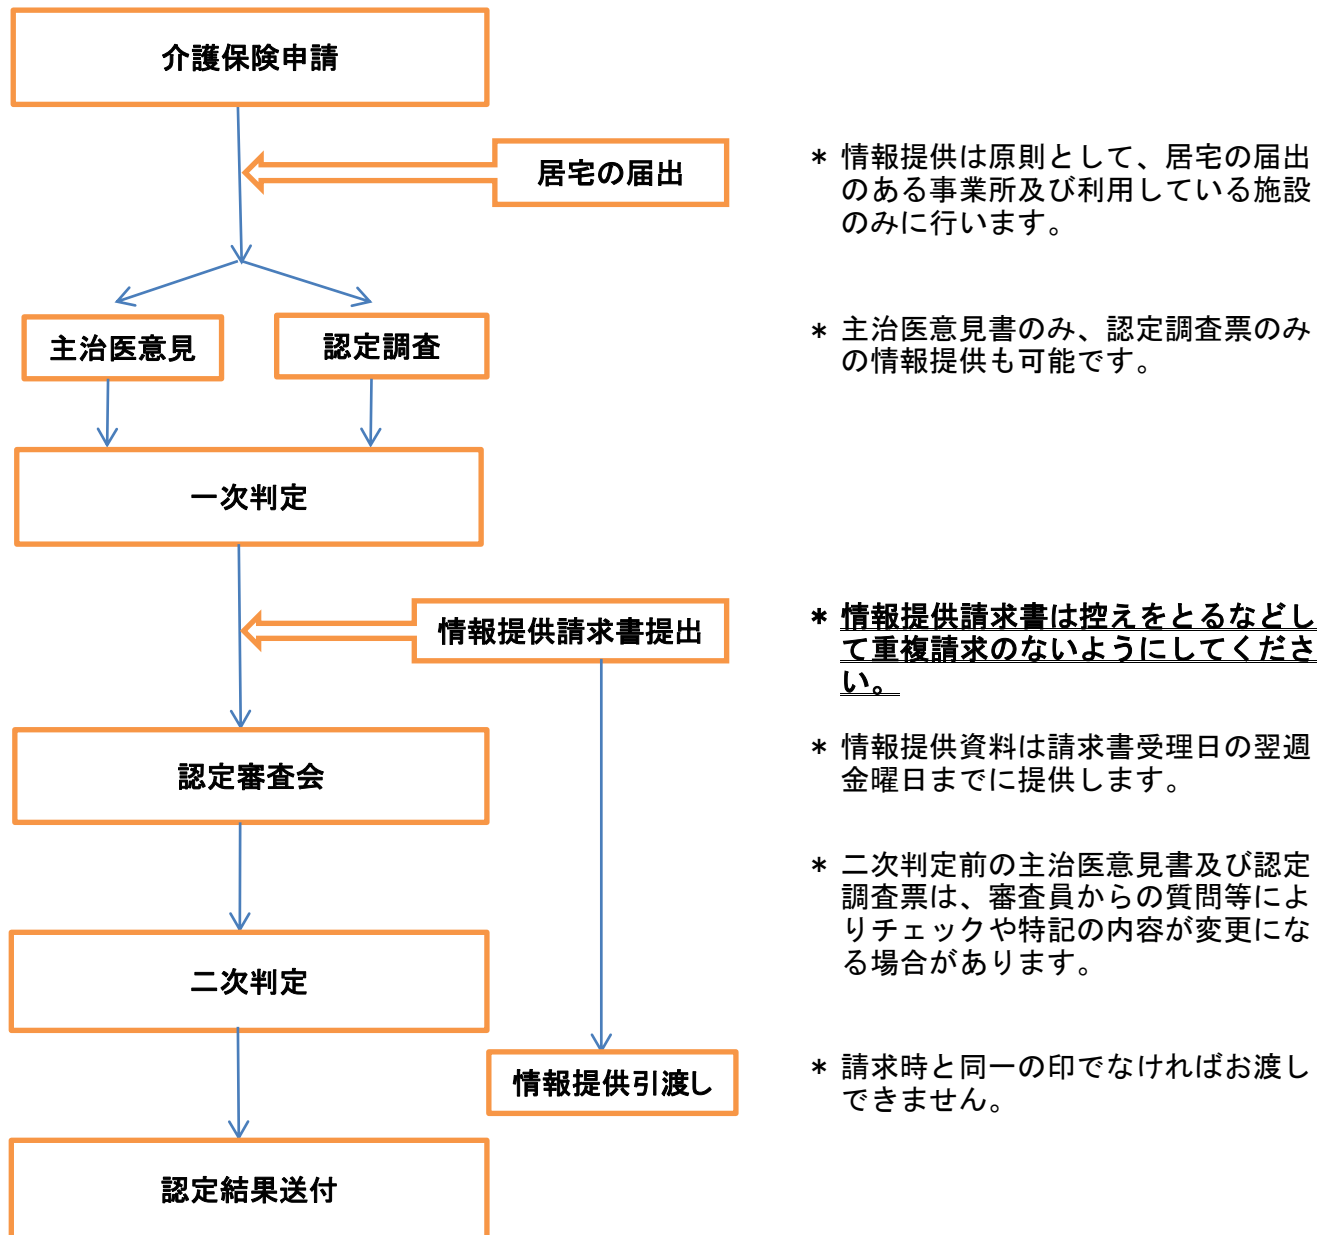 介護保険申請
居宅の届出
* 情報提供は原則として、居宅の届出
のある事業所及び利用している施設
のみに行います。
主治医意見
認定調査
* 主治医意見書のみ、認定調査票のみ
の情報提供も可能です。
一次判定
情報提供請求書提出
* 情報提供請求書は控えをとるなどし
て重複請求のないようにしてくださ
い。
認定審査会
* 情報提供資料は請求書受理日の翌週
金曜日までに提供します。
* 二次判定前の主治医意見書及び認定
調査票は、審査員からの質問等によ
りチェックや特記の内容が変更にな
る場合があります。
二次判定
情報提供引渡し
* 請求時と同一の印でなければお渡し
できません。
認定結果送付